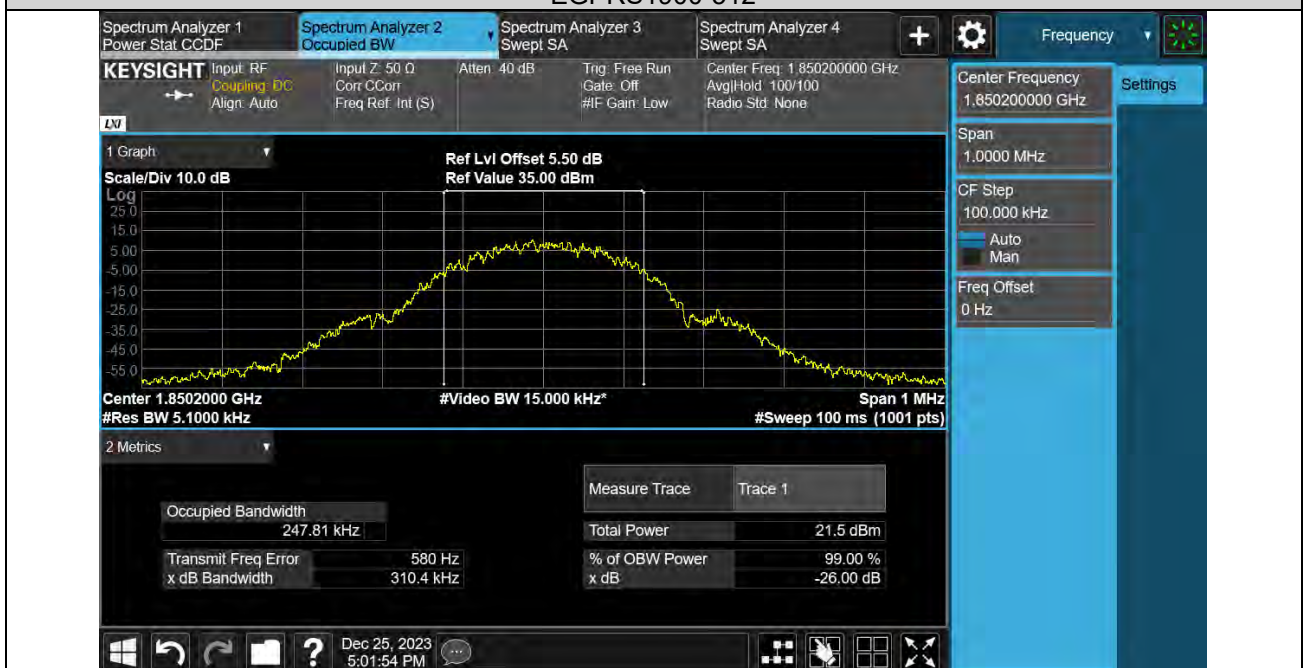 EGPRS1900-512
Spectrum Analyzer 1
Power Stat CCDF
Spectrum Analyzer 2
Occupied BW
Spectrum Analyzer 3
Swept SA
Spectrum Analyzer 4
Swept SA
+
Frequency
KEYSIGHT
LXI
Input: RF
Coupling: DC
Align: Auto
Input Z: 50 Ω
Corr CCorr
Freq Ref: Int (S)
Atten: 40 dB
Trig: Free Run
Gate: Off
#IF Gain: Low
Center Freq: 1.850200000 GHz
Avg|Hold: 100/100
Radio Std: None
Center Frequency
1.850200000 GHz
Settings
Span
1.0000 MHz
CF Step
100.000 kHz
Auto
Man
Freq Offset
0 Hz
1 Graph
Scale/Div 10.0 dB
Ref Lvl Offset 5.50 dB
Ref Value 35.00 dBm
Log
25.0
15.0
5.00
-5.00
-15.0
-25.0
-35.0
-45.0
-55.0
Center 1.8502000 GHz
#Res BW 5.1000 kHz
#Video BW 15.000 kHz*
Span 1 MHz
#Sweep 100 ms (1001 pts)
2 Metrics
Measure Trace Trace 1
Occupied Bandwidth
247.81 kHz
Total Power 21.5 dBm
Transmit Freq Error 580 Hz
% of OBW Power 99.00 %
x dB Bandwidth 310.4 kHz
x dB -26.00 dB
?
Dec 25, 2023
5:01:54 PM